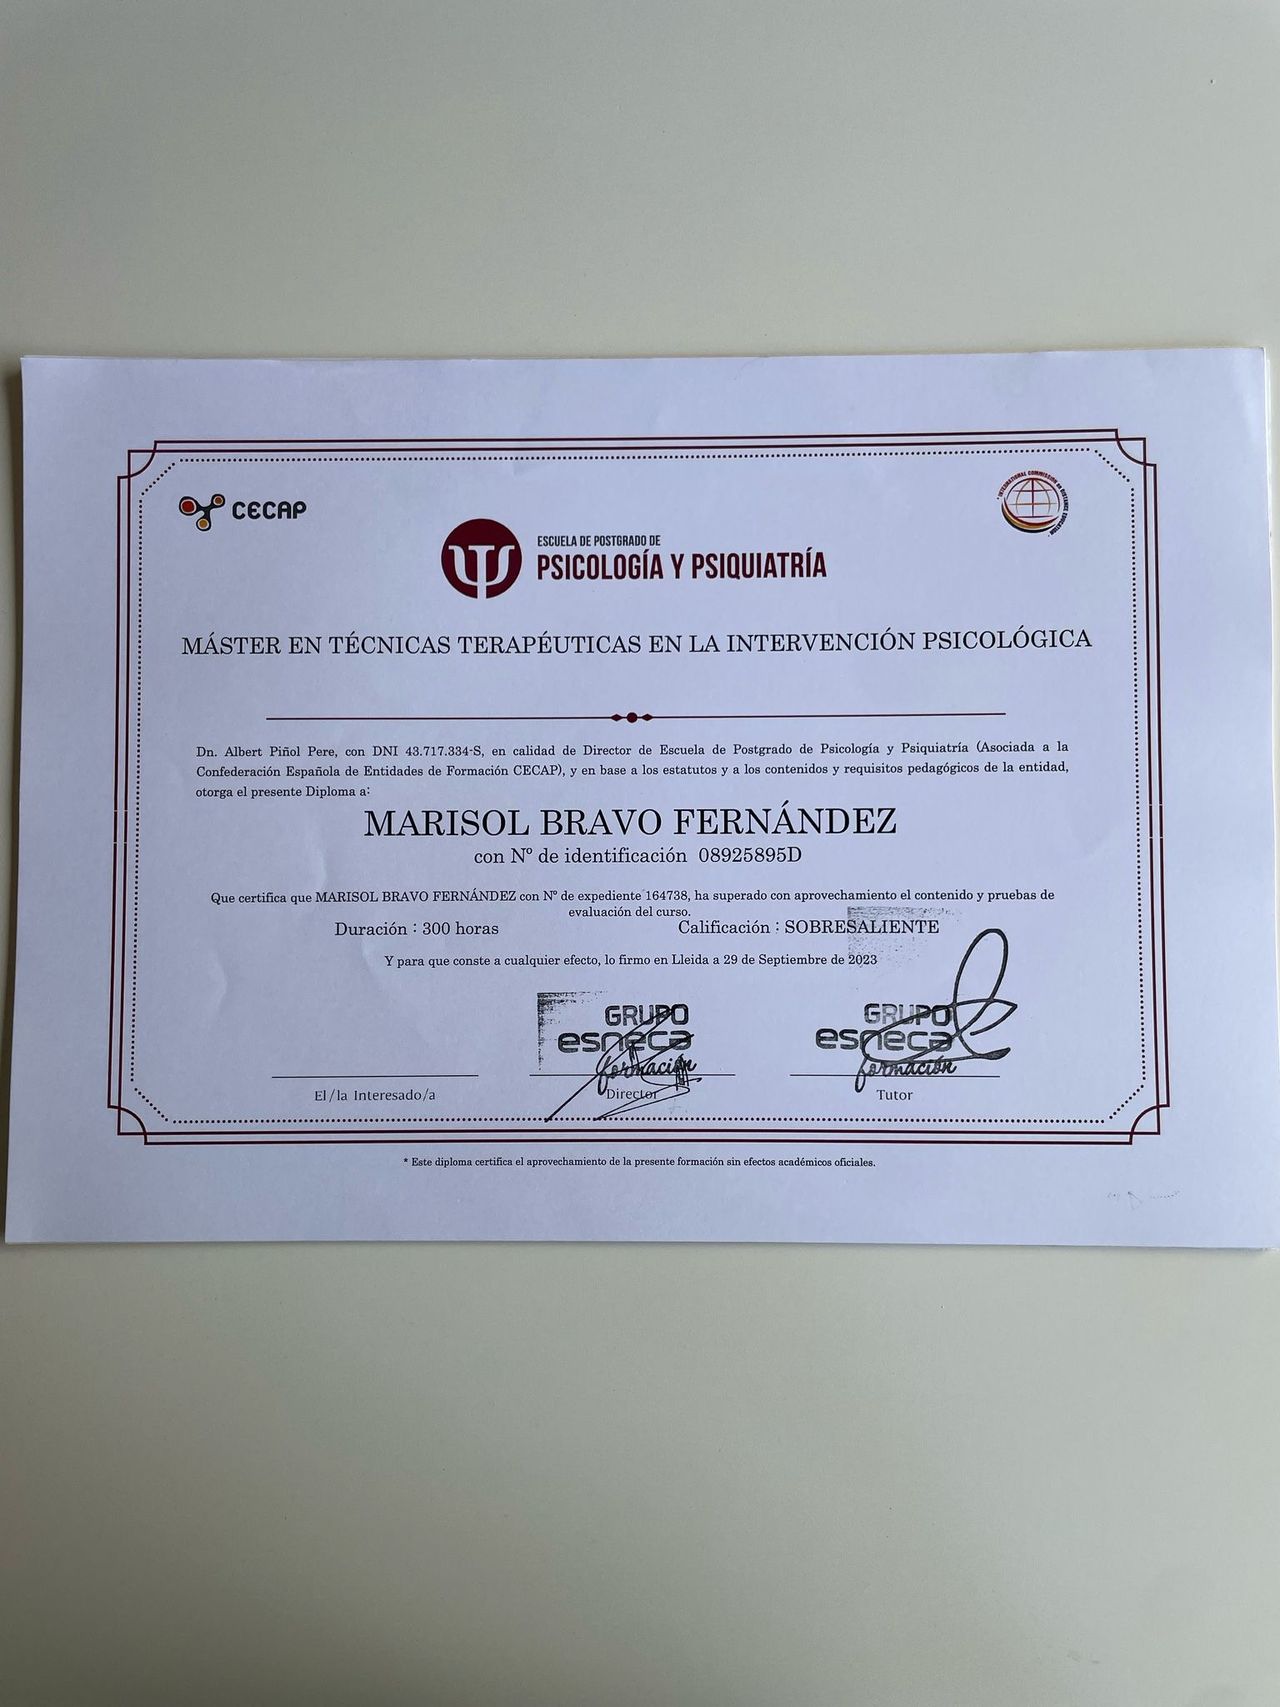 CECAP
INTERNATIONAL COMMISSION ON DISTANCE EDUCATION
ESCUELA DE POSTGRADO DE
PSICOLOGÍA Y PSIQUIATRÍA
MÁSTER EN TÉCNICAS TERAPÉUTICAS EN LA INTERVENCIÓN PSICOLÓGICA
Dn. Albert Piñol Pere, con DNI 43.717.334-S, en calidad de Director de Escuela de Postgrado de Psicología y Psiquiatría (Asociada a la
Confederación Española de Entidades de Formación CECAP), y en base a los estatutos y a los contenidos y requisitos pedagógicos de la entidad,
otorga el presente Diploma a:
MARISOL BRAVO FERNÁNDEZ
con Nº de identificación 08925895D
Que certifica que MARISOL BRAVO FERNÁNDEZ con Nº de expediente 164738, ha superado con aprovechamiento el contenido y pruebas de
evaluación del curso.
Duración : 300 horas Calificación : SOBRESALIENTE
Y para que conste a cualquier efecto, lo firmo en Lleida a 29 de Septiembre de 2023
GRUPO
esneca
formación
GRUPO
esneca
formación
El/la Interesado/a Director Tutor
* Este diploma certifica el aprovechamiento de la presente formación sin efectos académicos oficiales.